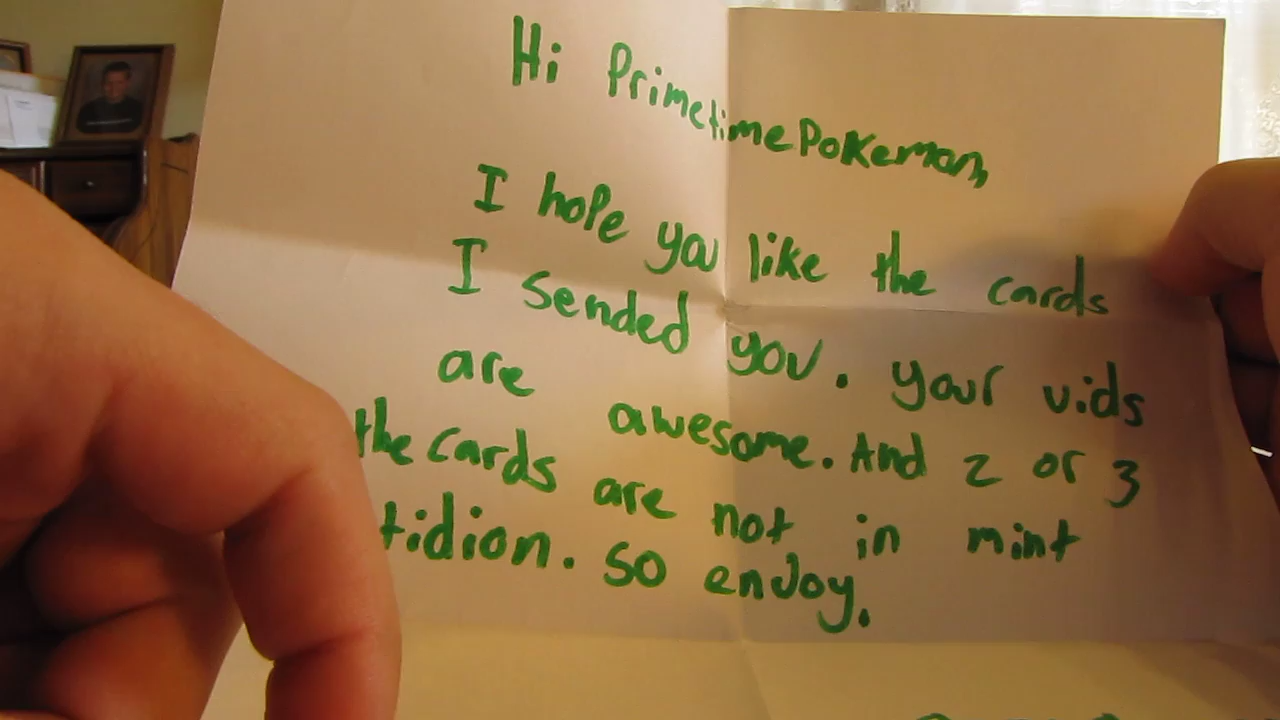 Hi PrimetimePokeman,
I hope you like the cards
I sended you. Your vids
are awesome. And 2 or 3
the cards are not in mint
tidion. So enjoy.